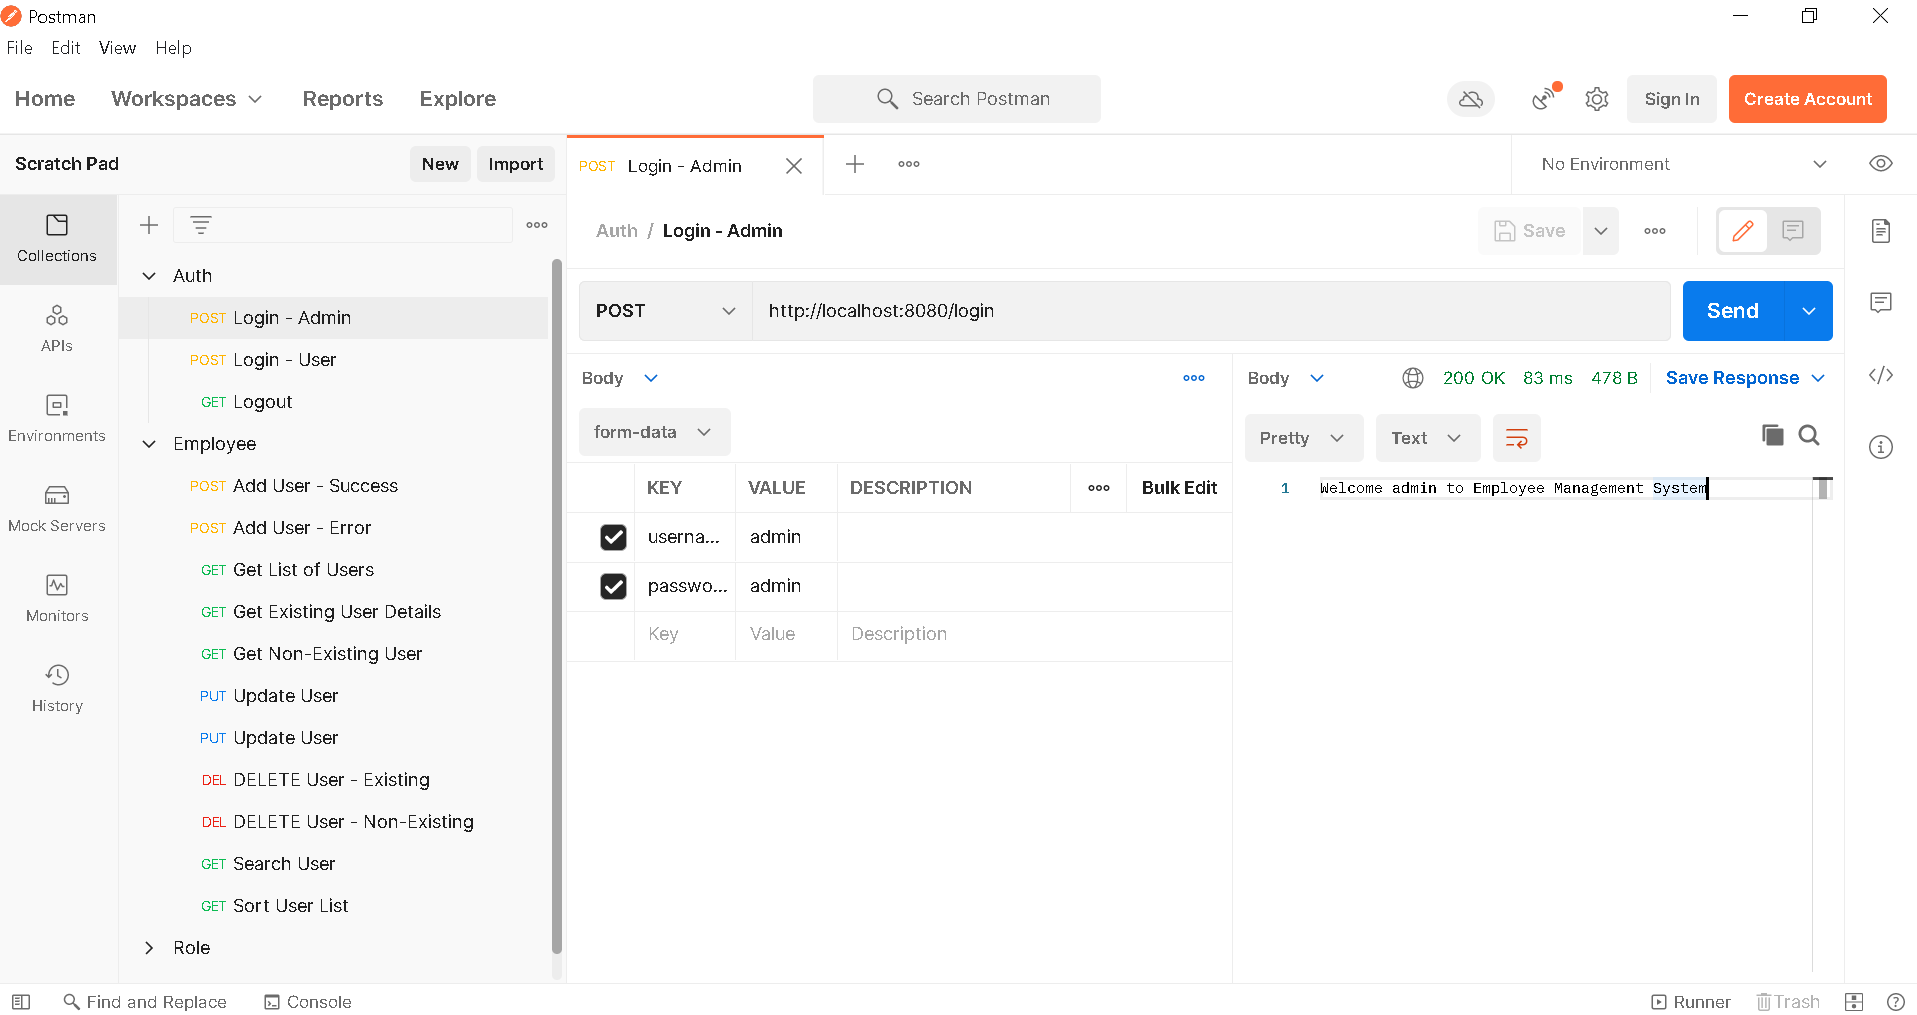 Postman
File Edit View Help
Home Workspaces Reports Explore
Search Postman
Sign In
Create Account
Scratch Pad
New
Import
POST Login - Admin
No Environment
Collections
APIs
Environments
Mock Servers
Monitors
History
Auth
POST Login - Admin
POST Login - User
GET Logout
Employee
POST Add User - Success
POST Add User - Error
GET Get List of Users
GET Get Existing User Details
GET Get Non-Existing User
PUT Update User
PUT Update User
DEL DELETE User - Existing
DEL DELETE User - Non-Existing
GET Search User
GET Sort User List
Role
Auth / Login - Admin
Save
POST http://localhost:8080/login
Send
Body
form-data
KEY VALUE DESCRIPTION Bulk Edit
userna... admin
passwo... admin
Key Value Description
Body 200 OK 83 ms 478 B Save Response
Pretty Text
1 Welcome admin to Employee Management System
Find and Replace Console Runner Trash